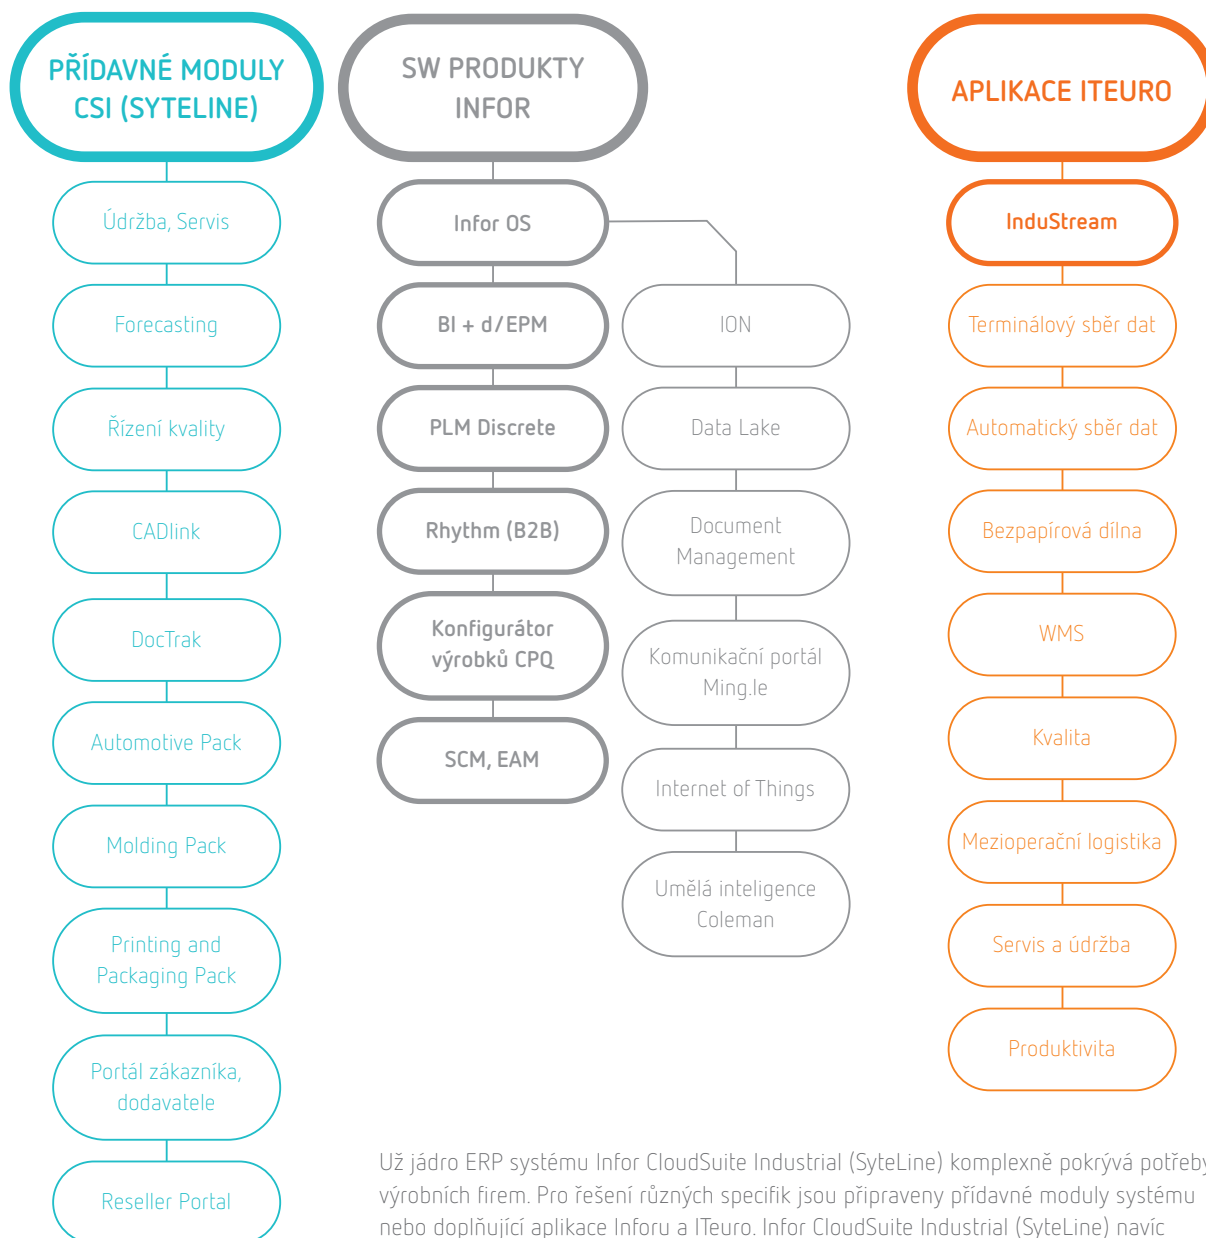 PŘÍDAVNÉ MODULY
CSI (SYTELINE)
Údržba, Servis
Forecasting
Řízení kvality
CADlink
DocTrak
Automotive Pack
Molding Pack
Printing and
Packaging Pack
Portál zákazníka,
dodavatele
Reseller Portal
SW PRODUKTY
INFOR
Infor OS
BI + d/EPM
PLM Discrete
Rhythm (B2B)
Konfigurátor
výrobků CPQ
SCM, EAM
ION
Data Lake
Document
Management
Komunikační portál
Ming.le
Internet of Things
Umělá inteligence
Coleman
APLIKACE ITEURO
InduStream
Terminálový sběr dat
Automatický sběr dat
Bezpapírová dílna
WMS
Kvalita
Mezioperační logistika
Servis a údržba
Produktivita
Už jádro ERP systému Infor CloudSuite Industrial (SyteLine) komplexně pokrývá potřeby
výrobních firem. Pro řešení různých specifik jsou připraveny přídavné moduly systému
nebo doplňující aplikace Inforu a ITeuro. Infor CloudSuite Industrial (SyteLine) navíc